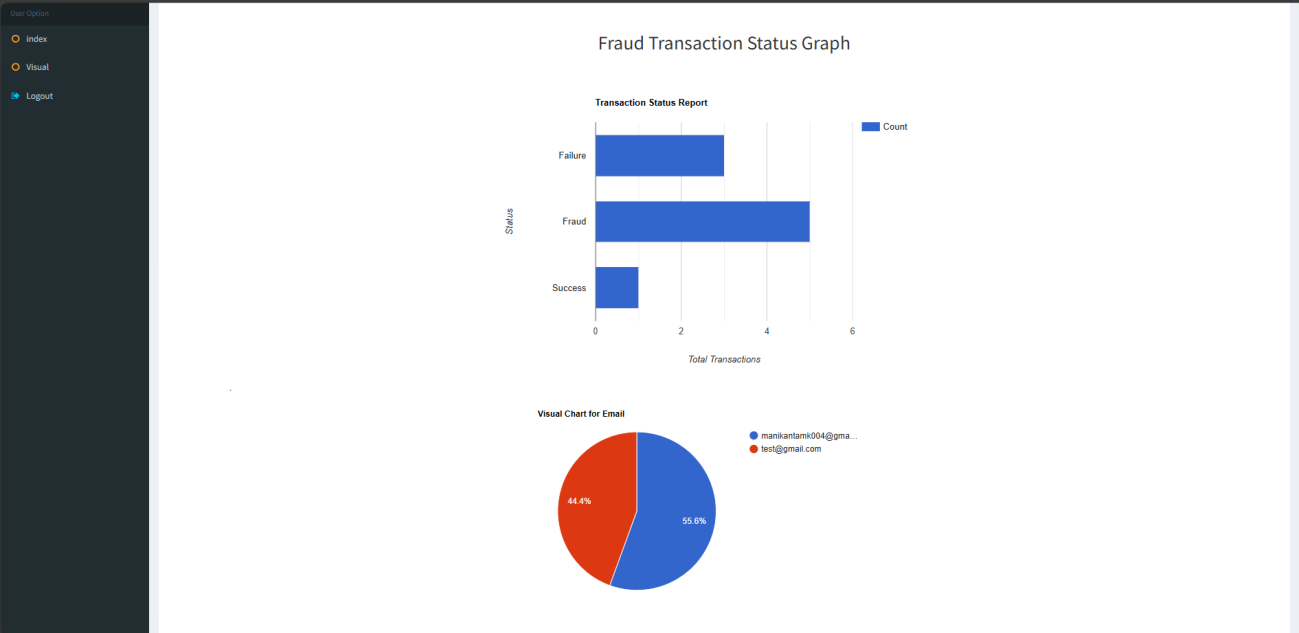 User Option
index
Visual
Logout
Fraud Transaction Status Graph
Transaction Status Report
Count
Failure
Fraud
Success
Status
0 2 4 6
Total Transactions
Visual Chart for Email
manikantamk004@gma...
test@gmail.com
44.4%
55.6%